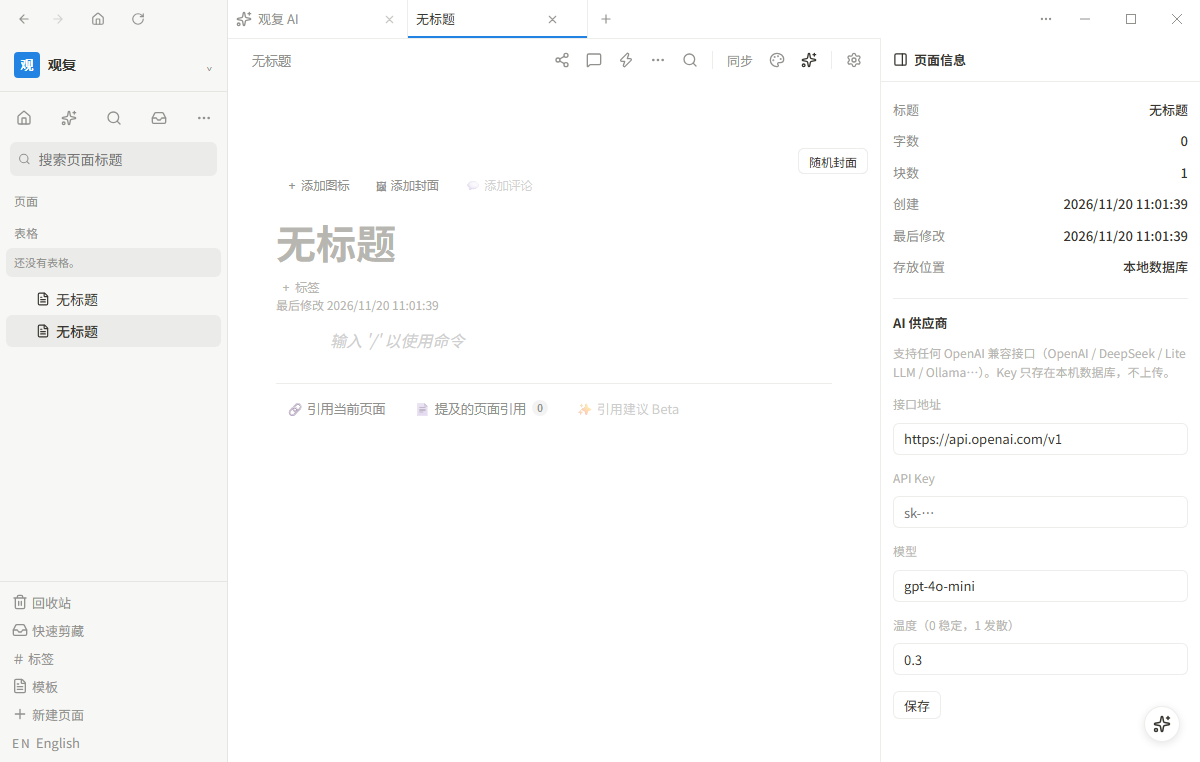 观复 AI
无标题
观 观复
搜索页面标题
页面
表格
还没有表格。
无标题
无标题
回收站
快速剪藏
# 标签
模板
新建页面
EN English
无标题
同步
随机封面
+ 添加图标
添加封面
添加评论
无标题
+ 标签
最后修改 2026/11/20 11:01:39
输入 '/' 以使用命令
引用当前页面
提及的页面引用 0
引用建议 Beta
页面信息
标题 无标题
字数 0
块数 1
创建 2026/11/20 11:01:39
最后修改 2026/11/20 11:01:39
存放位置 本地数据库
AI 供应商
支持任何 OpenAI 兼容接口（OpenAI / DeepSeek / Lite
LLM / Ollama…）。Key 只存在本机数据库，不上传。
接口地址
https://api.openai.com/v1
API Key
sk-…
模型
gpt-4o-mini
温度（0 稳定，1 发散）
0.3
保存